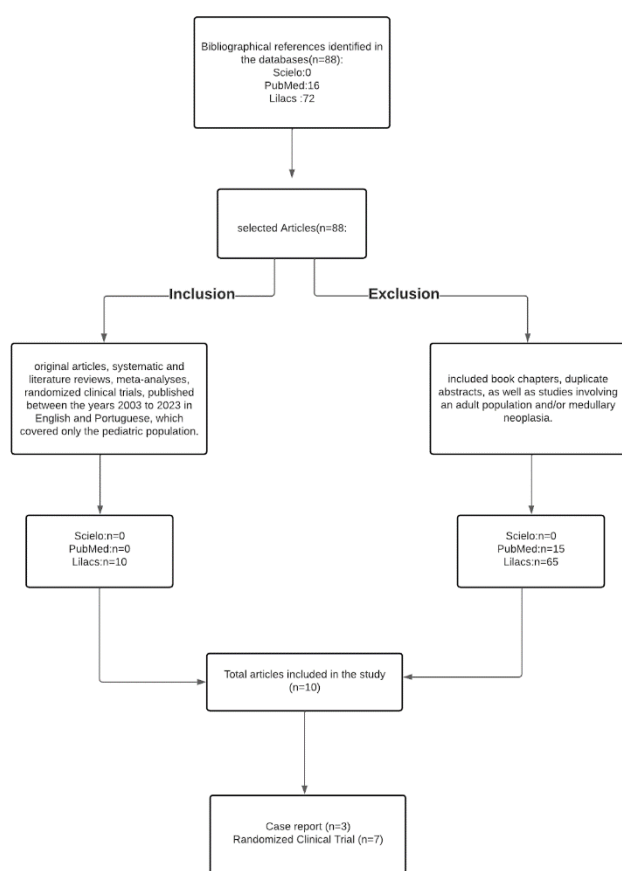 Bibliographical references identified in
the databases(n=88):
Scielo:0
PubMed:16
Lilacs :72
selected Articles(n=88:
Inclusion
Exclusion
original articles, systematic and
literature reviews, meta-analyses,
randomized clinical trials, published
between the years 2003 to 2023 in
English and Portuguese, which
covered only the pediatric population.
included book chapters, duplicate
abstracts, as well as studies involving
an adult population and/or medullary
neoplasia.
Scielo:n=0
PubMed:n=0
Lilacs:n=10
Scielo:n=0
PubMed:n=15
Lilacs:n=65
Total articles included in the study
(n=10)
Case report (n=3)
Randomized Clinical Trial (n=7)